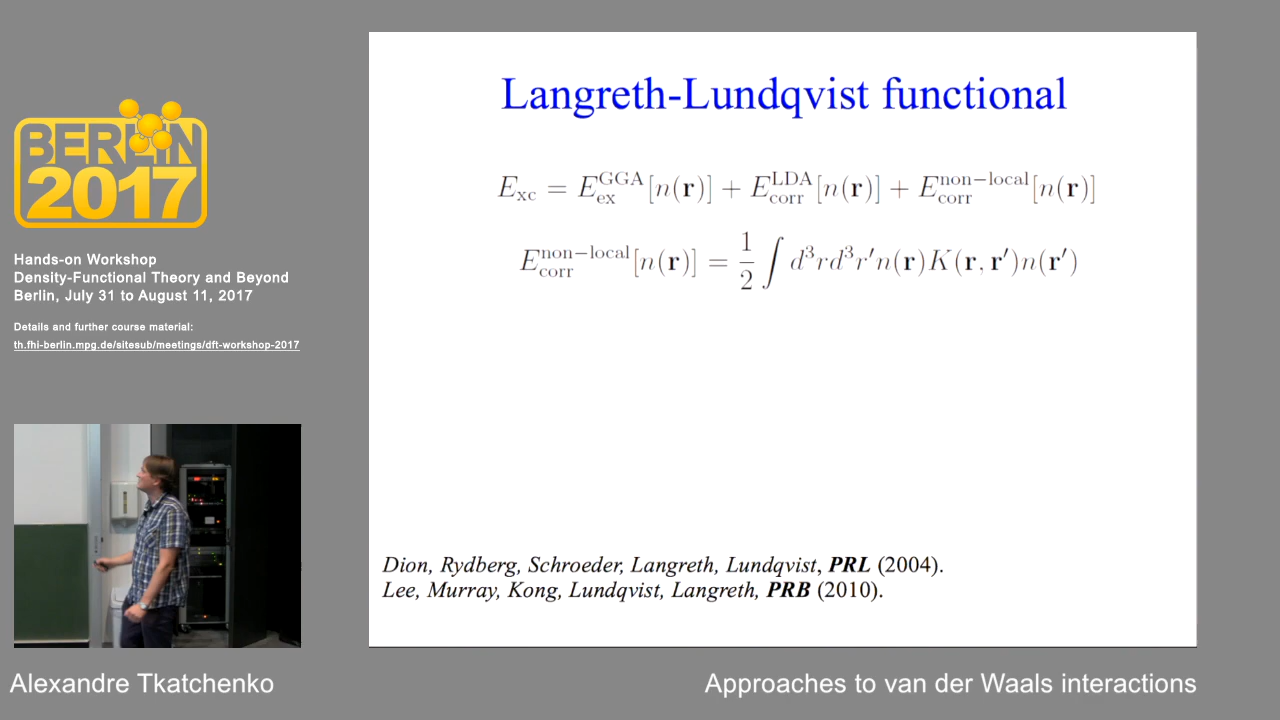 BERLIN
2017
Hands-on Workshop
Density-Functional Theory and Beyond
Berlin, July 31 to August 11, 2017
Details and further course material:
th.fhi-berlin.mpg.de/sitesub/meetings/dft-workshop-2017
Langreth-Lundqvist functional
E_xc = E_ex^GGA[n(𝐫)] + E_corr^LDA[n(𝐫)] + E_corr^non−local[n(𝐫)]
E_corr^non−local[n(𝐫)] = 1/2 ∫ d³rd³r′n(𝐫)K(𝐫, 𝐫′)n(𝐫′)
Dion, Rydberg, Schroeder, Langreth, Lundqvist, PRL (2004).
Lee, Murray, Kong, Lundqvist, Langreth, PRB (2010).
Alexandre Tkatchenko
Approaches to van der Waals interactions